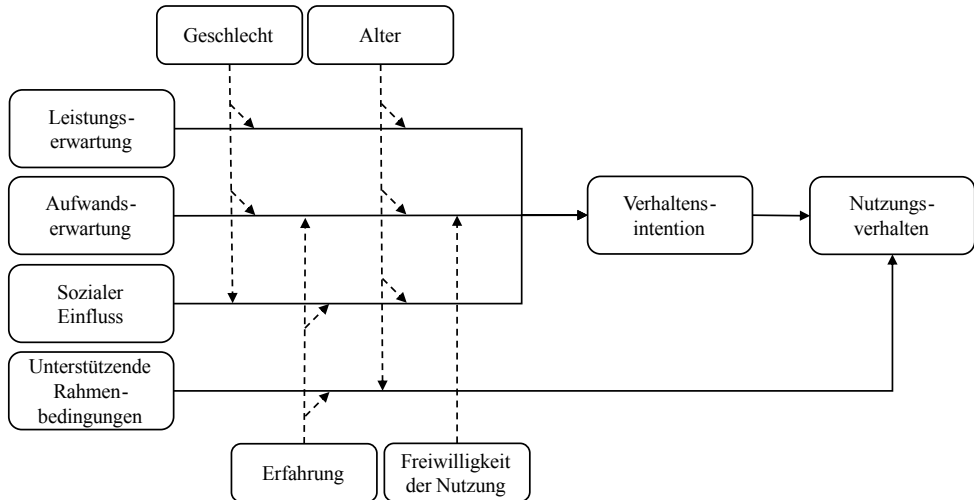 Geschlecht
Alter
Leistungs-
erwartung
Aufwands-
erwartung
Verhaltens-
intention
Nutzungs-
verhalten
Sozialer
Einfluss
Unterstützende
Rahmen-
bedingungen
Erfahrung
Freiwilligkeit
der Nutzung